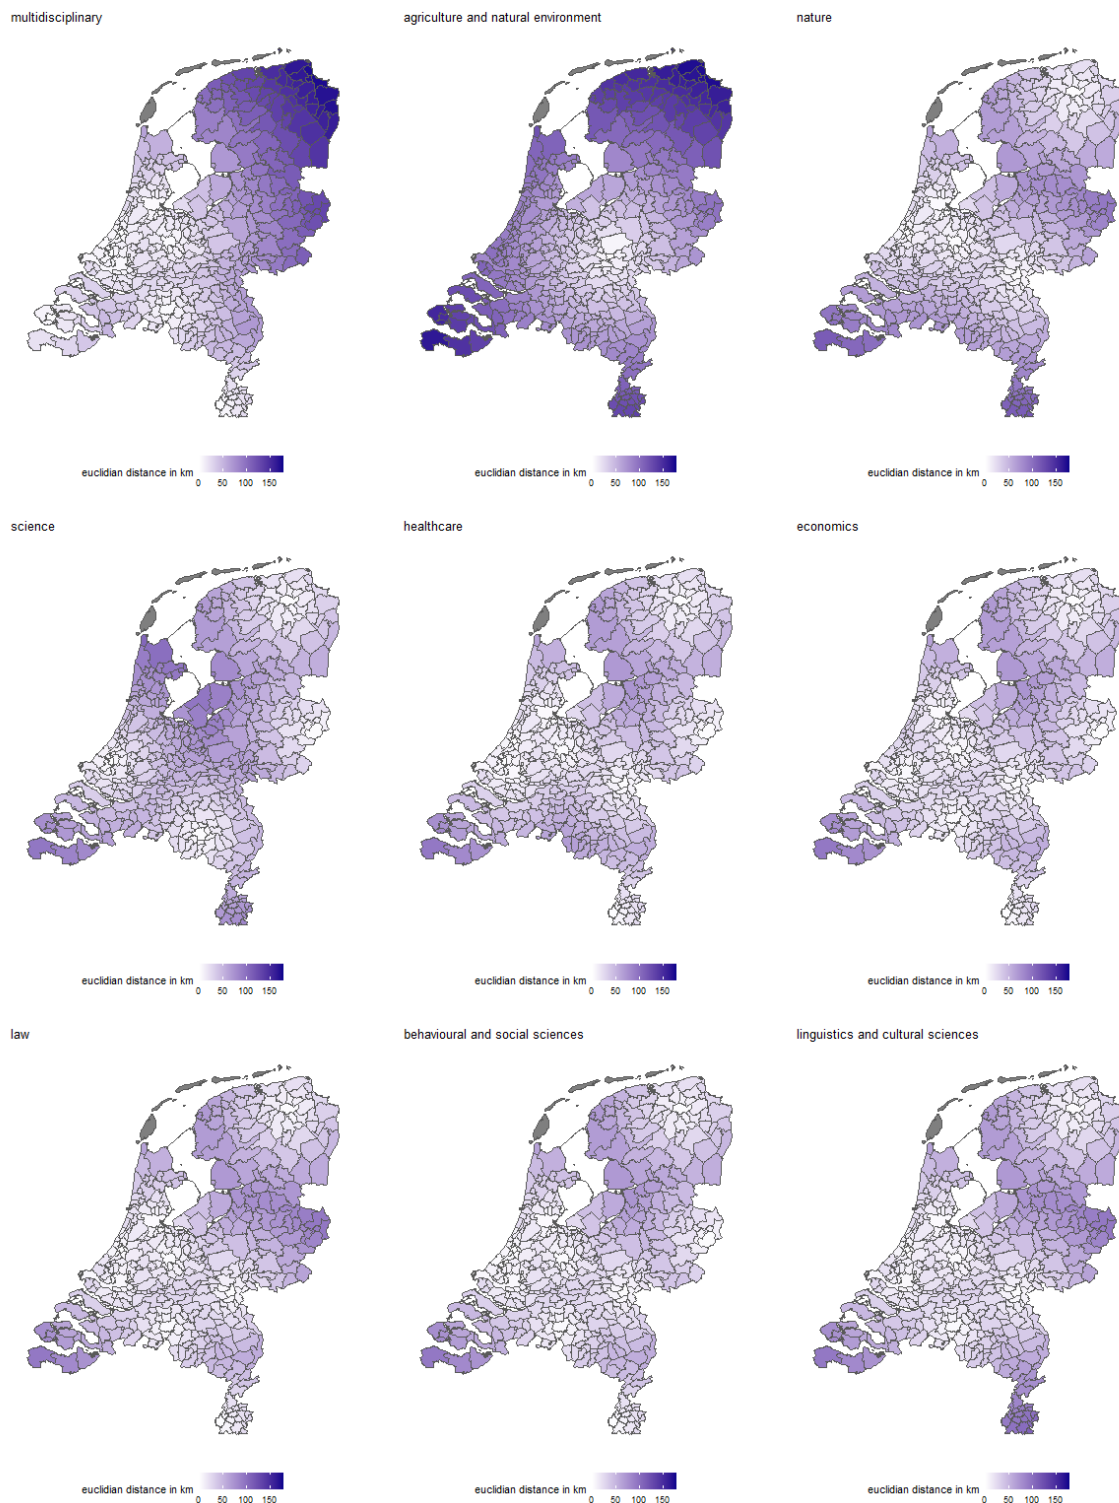 multidisciplinary
agriculture and natural environment
nature
euclidian distance in km
0 50 100 150
euclidian distance in km
0 50 100 150
euclidian distance in km
0 50 100 150
science
healthcare
economics
euclidian distance in km
0 50 100 150
euclidian distance in km
0 50 100 150
euclidian distance in km
0 50 100 150
law
behavioural and social sciences
linguistics and cultural sciences
euclidian distance in km
0 50 100 150
euclidian distance in km
0 50 100 150
euclidian distance in km
0 50 100 150